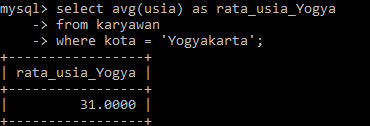 mysql> select avg(usia) as rata_usia_Yogya
    -> from karyawan
    -> where kota = 'Yogyakarta';
+-----------------+
| rata_usia_Yogya |
+-----------------+
|         31.0000 |
+-----------------+